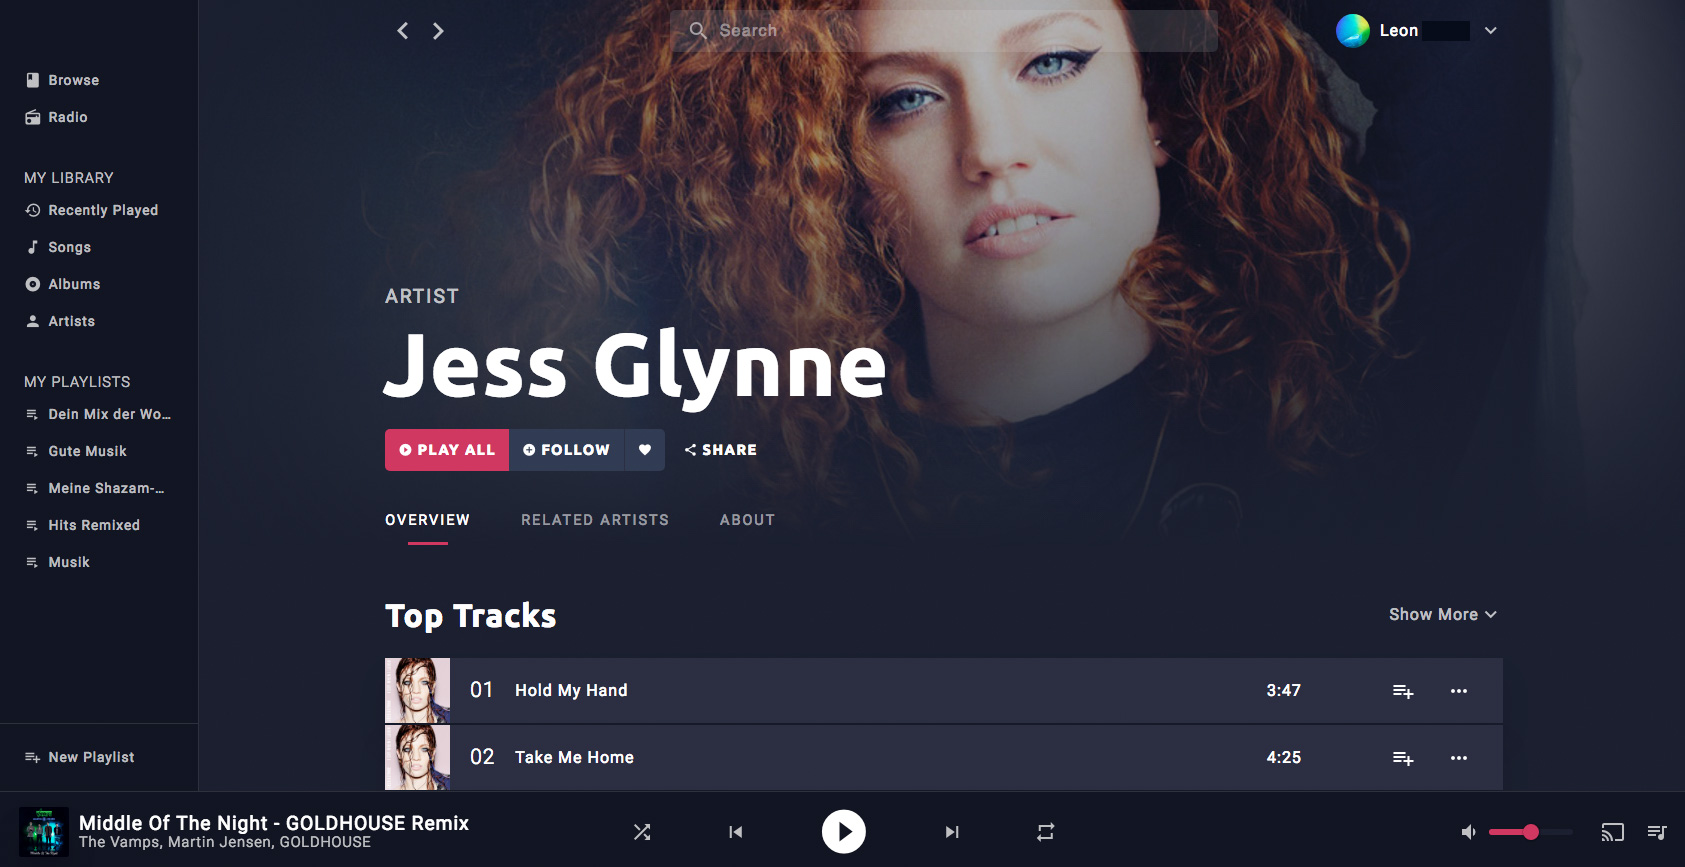 Search
Leon
Browse
Radio
MY LIBRARY
Recently Played
Songs
Albums
Artists
MY PLAYLISTS
Dein Mix der Wo...
Gute Musik
Meine Shazam-...
Hits Remixed
Musik
New Playlist
ARTIST
Jess Glynne
PLAY ALL
FOLLOW
SHARE
OVERVIEW RELATED ARTISTS ABOUT
Top Tracks
Show More
01 Hold My Hand 3:47
02 Take Me Home 4:25
Middle Of The Night - GOLDHOUSE Remix
The Vamps, Martin Jensen, GOLDHOUSE